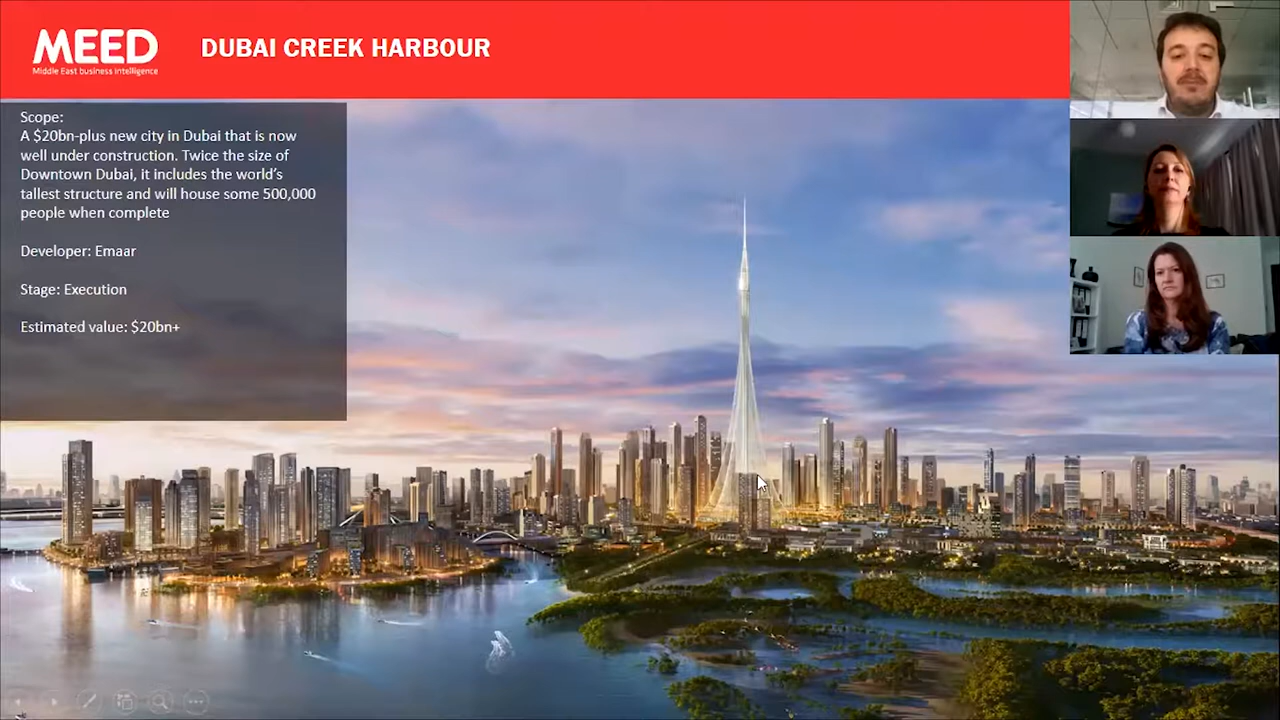 MEED
Middle East business intelligence
DUBAI CREEK HARBOUR
Scope:
A $20bn-plus new city in Dubai that is now
well under construction. Twice the size of
Downtown Dubai, it includes the world's
tallest structure and will house some 500,000
people when complete
Developer: Emaar
Stage: Execution
Estimated value: $20bn+